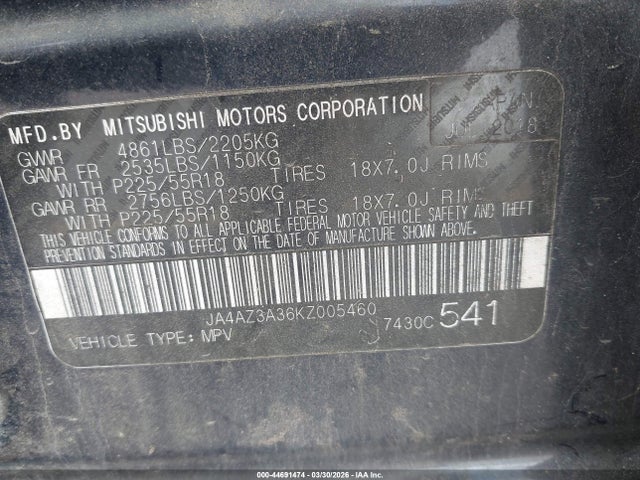 MFD.BY MITSUBISHI MOTORS CORPORATION
GVWR 4861LBS/2205KG
GAWR FR 2535LBS/1150KG
WITH P225/55R18 TIRES 18X7.0J RIMS
GAWR RR 2756LBS/1250KG
WITH P225/55R18 TIRES 18X7.0J RIMS
THIS VEHICLE CONFORMS TO ALL APPLICABLE FEDERAL MOTOR VEHICLE SAFETY AND THEFT
PREVENTION STANDARDS IN EFFECT ON THE DATE OF MANUFACTURE SHOWN ABOVE.
JA4AZ3A36KZ005460
VEHICLE TYPE: MPV 7430C 541
000-44691474 | 03/30/2026 - IAA Inc.